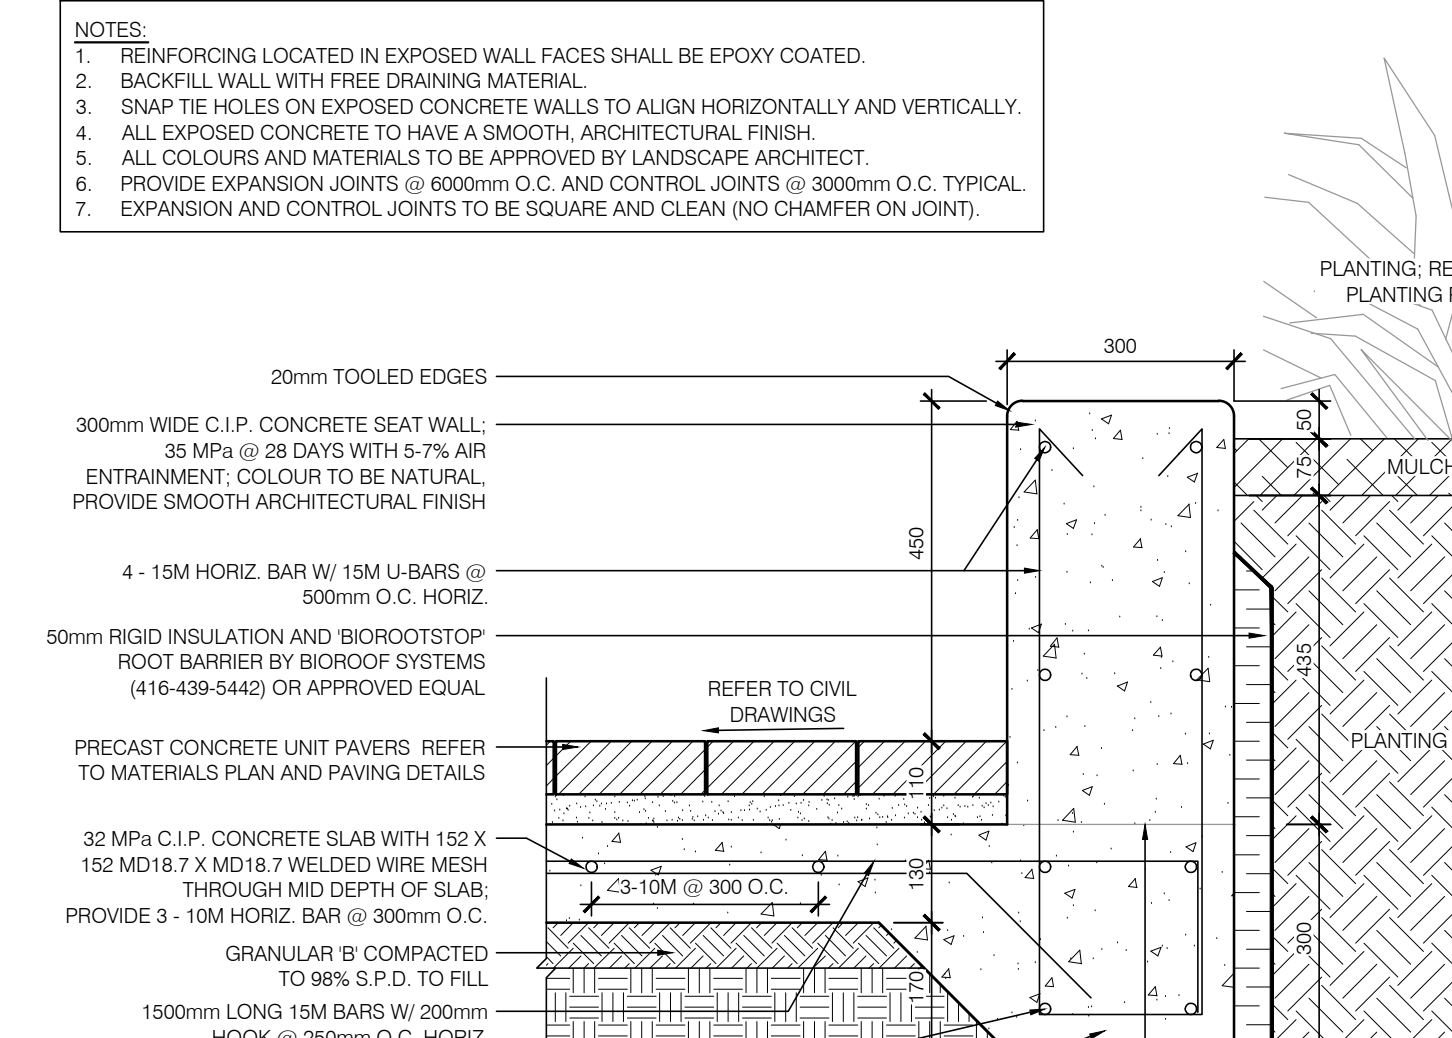 NOTES:
1. REINFORCING LOCATED IN EXPOSED WALL FACES SHALL BE EPOXY COATED.
2. BACKFILL WALL WITH FREE DRAINING MATERIAL.
3. SNAP TIE HOLES ON EXPOSED CONCRETE WALLS TO ALIGN HORIZONTALLY AND VERTICALLY.
4. ALL EXPOSED CONCRETE TO HAVE A SMOOTH, ARCHITECTURAL FINISH.
5. ALL COLOURS AND MATERIALS TO BE APPROVED BY LANDSCAPE ARCHITECT.
6. PROVIDE EXPANSION JOINTS @ 6000mm O.C. AND CONTROL JOINTS @ 3000mm O.C. TYPICAL.
7. EXPANSION AND CONTROL JOINTS TO BE SQUARE AND CLEAN (NO CHAMFER ON JOINT).
PLANTING; RE
PLANTING
300
20mm TOOLED EDGES
300mm WIDE C.I.P. CONCRETE SEAT WALL;
35 MPa @ 28 DAYS WITH 5-7% AIR
ENTRAINMENT; COLOUR TO BE NATURAL,
PROVIDE SMOOTH ARCHITECTURAL FINISH
50
75
MULCH
450
4 - 15M HORIZ. BAR W/ 15M U-BARS @
500mm O.C. HORIZ.
50mm RIGID INSULATION AND 'BIOROOTSTOP'
ROOT BARRIER BY BIOROOF SYSTEMS
(416-439-5442) OR APPROVED EQUAL
435
REFER TO CIVIL
DRAWINGS
PRECAST CONCRETE UNIT PAVERS REFER
TO MATERIALS PLAN AND PAVING DETAILS
PLANTING
110
32 MPa C.I.P. CONCRETE SLAB WITH 152 X
152 MD18.7 X MD18.7 WELDED WIRE MESH
THROUGH MID DEPTH OF SLAB;
PROVIDE 3 - 10M HORIZ. BAR @ 300mm O.C.
3-10M @ 300 O.C.
130
300
GRANULAR 'B' COMPACTED
TO 98% S.P.D. TO FILL
170
1500mm LONG 15M BARS W/ 200mm
HOOK @ 250mm O.C. HORIZ.